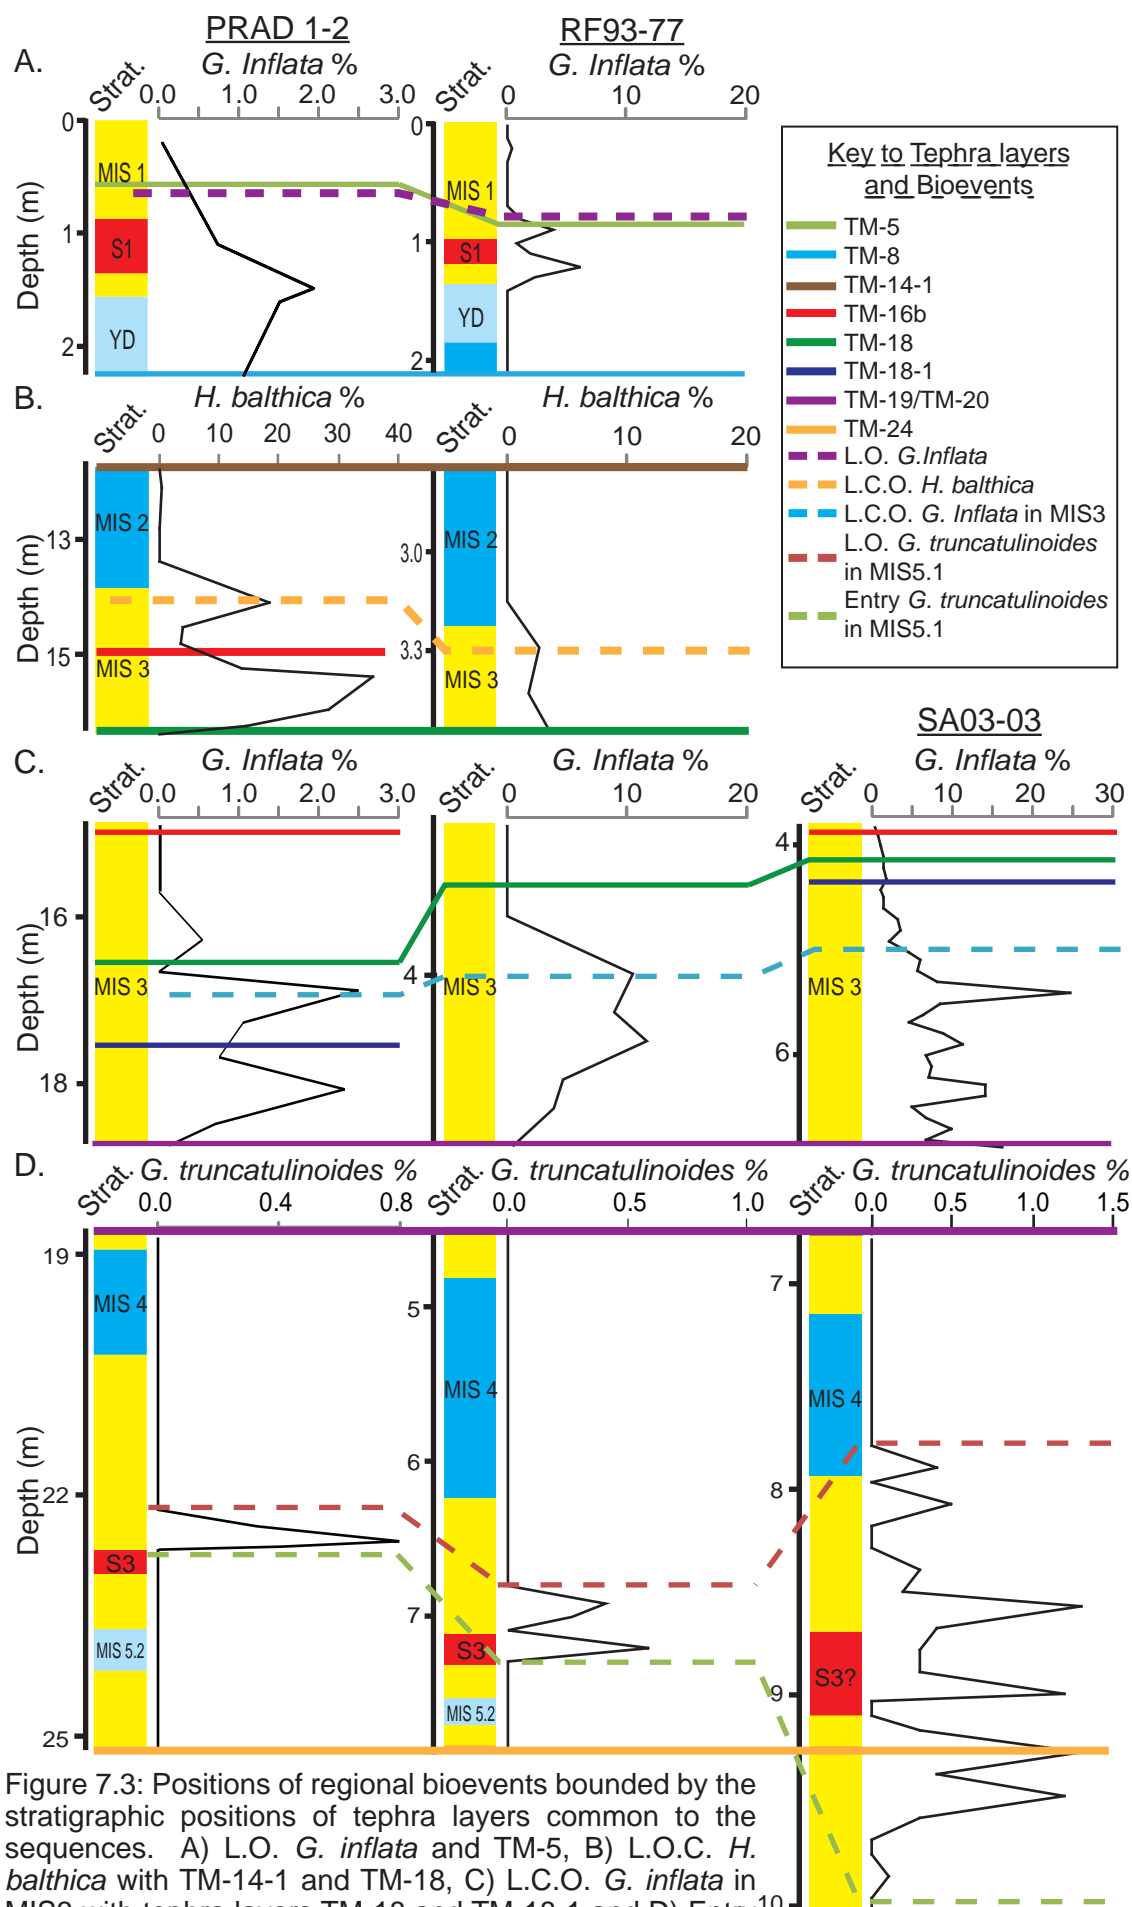 PRAD 1-2
RF93-77
A.
Strat.
G. Inflata %
Strat.
G. Inflata %
0.0 1.0 2.0 3.0
0 10 20
Depth (m)
0
1
2
MIS 1
S1
YD
0
1
2
MIS 1
S1
YD
Key to Tephra layers
and Bioevents
TM-5
TM-8
TM-14-1
TM-16b
TM-18
TM-18-1
TM-19/TM-20
TM-24
L.O. G.Inflata
L.C.O. H. balthica
L.C.O. G. Inflata in MIS3
L.O. G. truncatulinoides
in MIS5.1
Entry G. truncatulinoides
in MIS5.1
B.
Strat.
H. balthica %
Strat.
H. balthica %
0 10 20 30 40
0 10 20
Depth (m)
13
15
MIS 2
MIS 3
3.0
3.3
MIS 2
MIS 3
SA03-03
C.
Strat.
G. Inflata %
Strat.
G. Inflata %
Strat.
G. Inflata %
0.0 1.0 2.0 3.0
0 10 20
0 10 20 30
Depth (m)
16
18
MIS 3
4
MIS 3
4
6
MIS 3
D.
Strat.
G. truncatulinoides %
Strat.
G. truncatulinoides %
Strat.
G. truncatulinoides %
0.0 0.4 0.8
0.0 0.5 1.0
0.0 0.5 1.0 1.5
Depth (m)
19
22
25
MIS 4
S3
MIS 5.2
5
6
7
MIS 4
S3
MIS 5.2
7
8
9
10
MIS 4
S3?
Figure 7.3: Positions of regional bioevents bounded by the
stratigraphic positions of tephra layers common to the
sequences. A) L.O. G. inflata and TM-5, B) L.O.C. H.
balthica with TM-14-1 and TM-18, C) L.C.O. G. inflata in
with tephra layers TM-18 and TM-18-1 and D) Entry